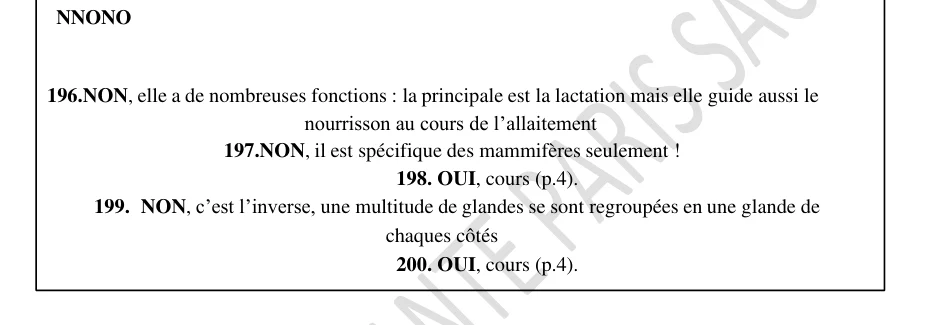 NNONO
196.NON, elle a de nombreuses fonctions : la principale est la lactation mais elle guide aussi le
nourrisson au cours de l’allaitement
197.NON, il est spécifique des mammifères seulement !
198. OUI, cours (p.4).
199. NON, c’est l’inverse, une multitude de glandes se sont regroupées en une glande de
chaques côtés
200. OUI, cours (p.4).
PARIS